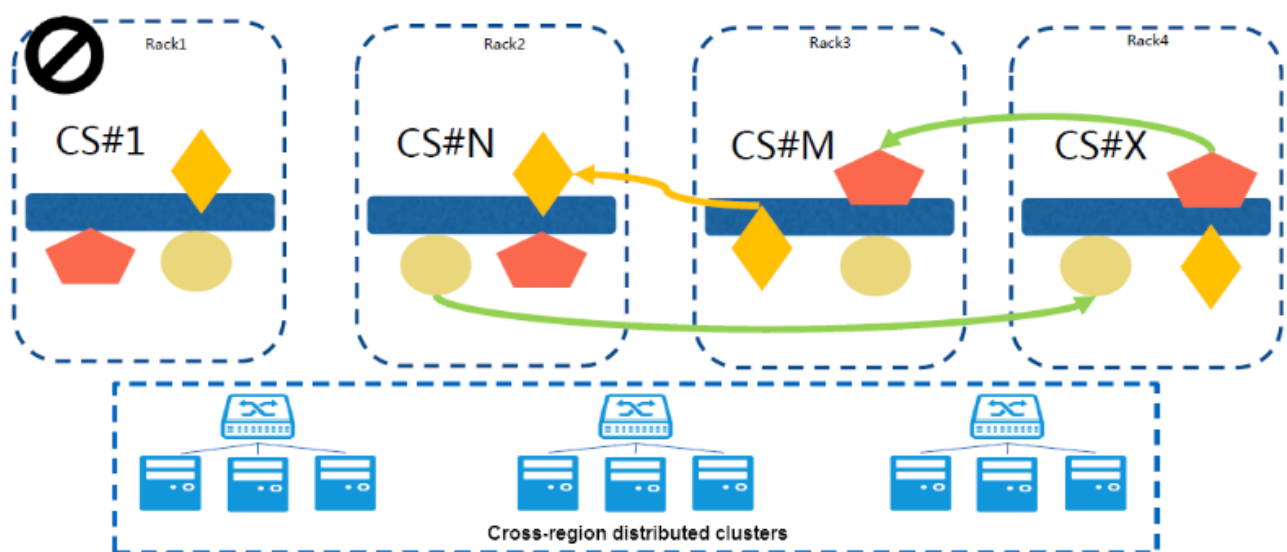 Rack1
Rack2
Rack3
Rack4
CS#1
CS#N
CS#M
CS#X
Cross-region distributed clusters